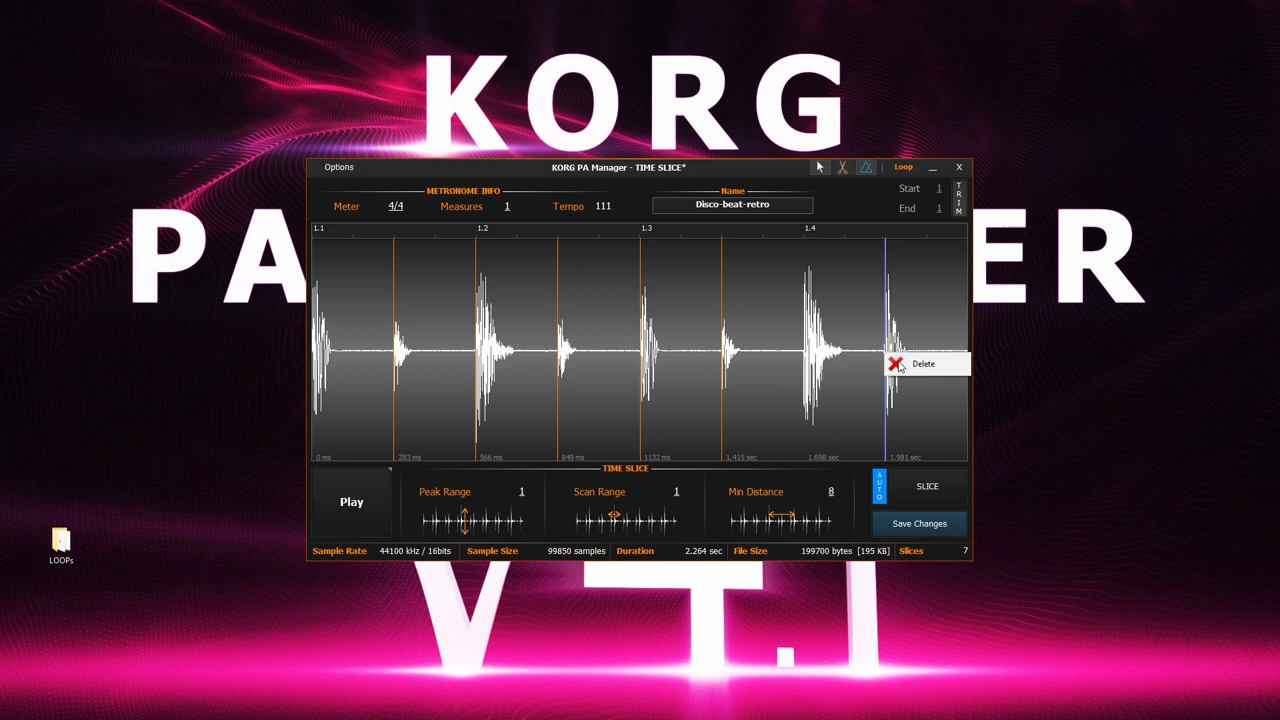 KORG
PA MANAGER
V 7.1
Options
KORG PA Manager - TIME SLICE*
Loop
X
METRONOME INFO
Meter 4/4 Measures 1 Tempo 111
Name
Disco-beat-retro
Start 1
End 1
TRIM
1.1 1.2 1.3 1.4
Delete
0 ms 283 ms 566 ms 849 ms 1132 ms 1.415 sec 1.698 sec 1.981 sec
TIME SLICE
Play
Peak Range 1 Scan Range 1 Min Distance 8
AUTO
SLICE
Save Changes
LOOPs
Sample Rate 44100 kHz / 16bits Sample Size 99850 samples Duration 2.264 sec File Size 199700 bytes [195 KB] Slices 7